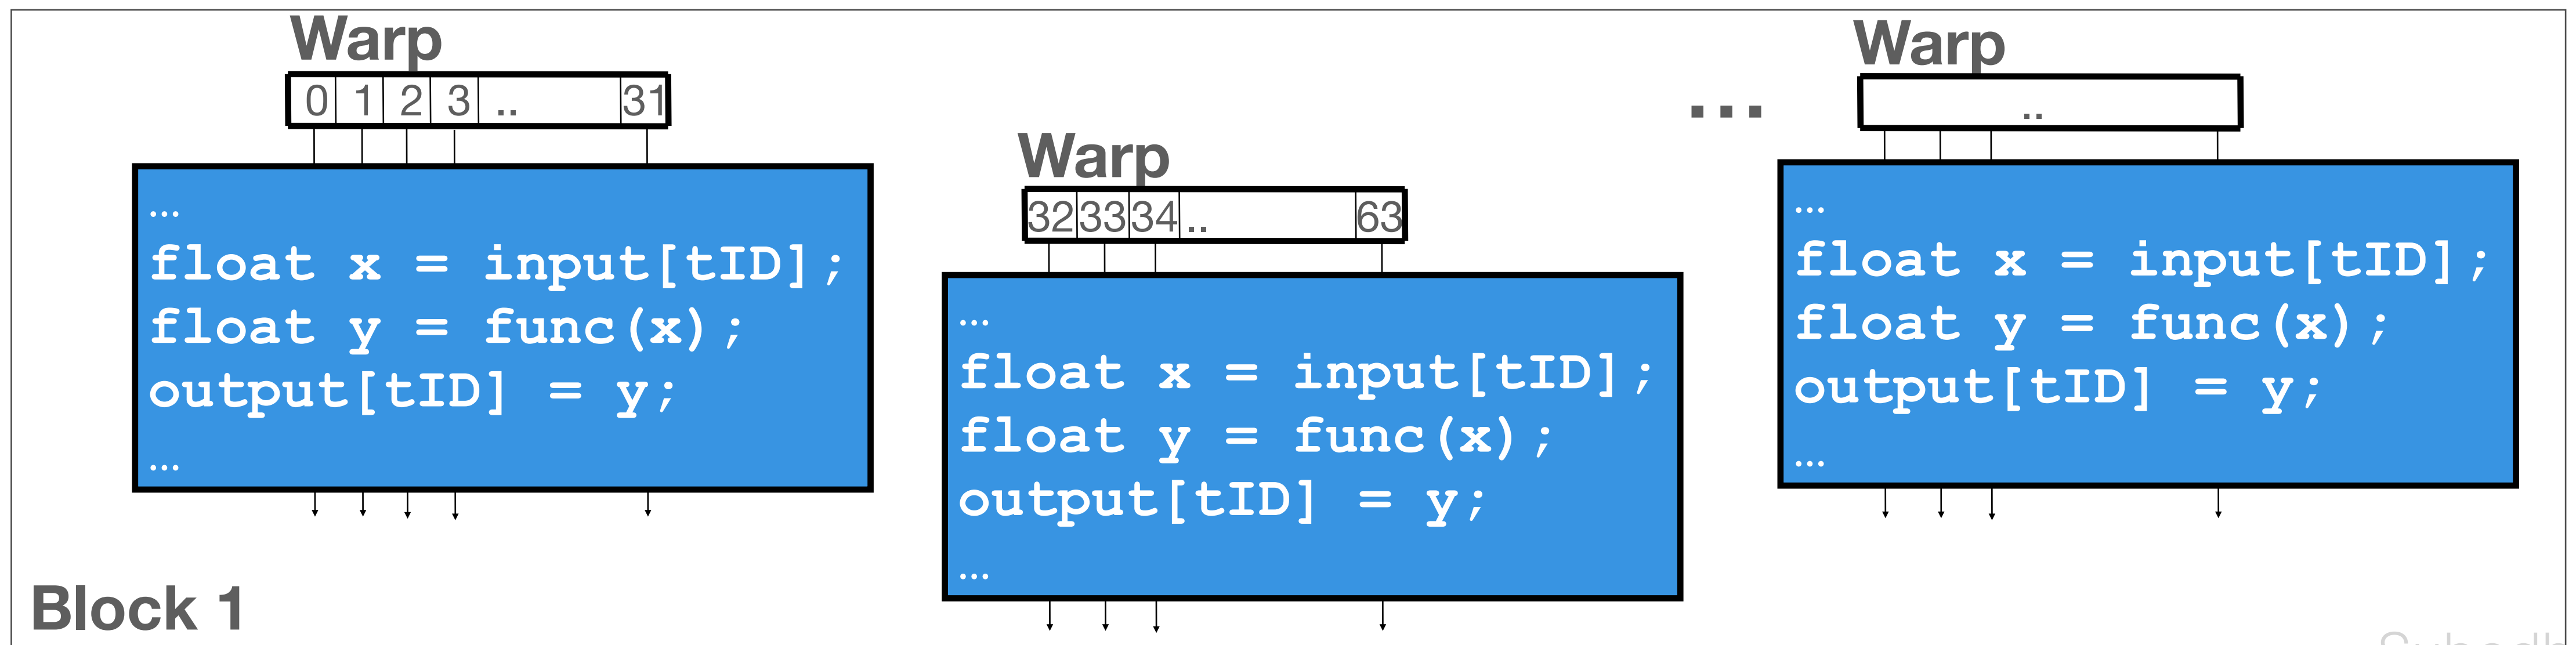 Warp
0 1 2 3 .. 31
...
float x = input[tID];
float y = func(x);
output[tID] = y;
...
Warp
32 33 34 .. 63
...
float x = input[tID];
float y = func(x);
output[tID] = y;
...
...
Warp
..
...
float x = input[tID];
float y = func(x);
output[tID] = y;
...
Block 1